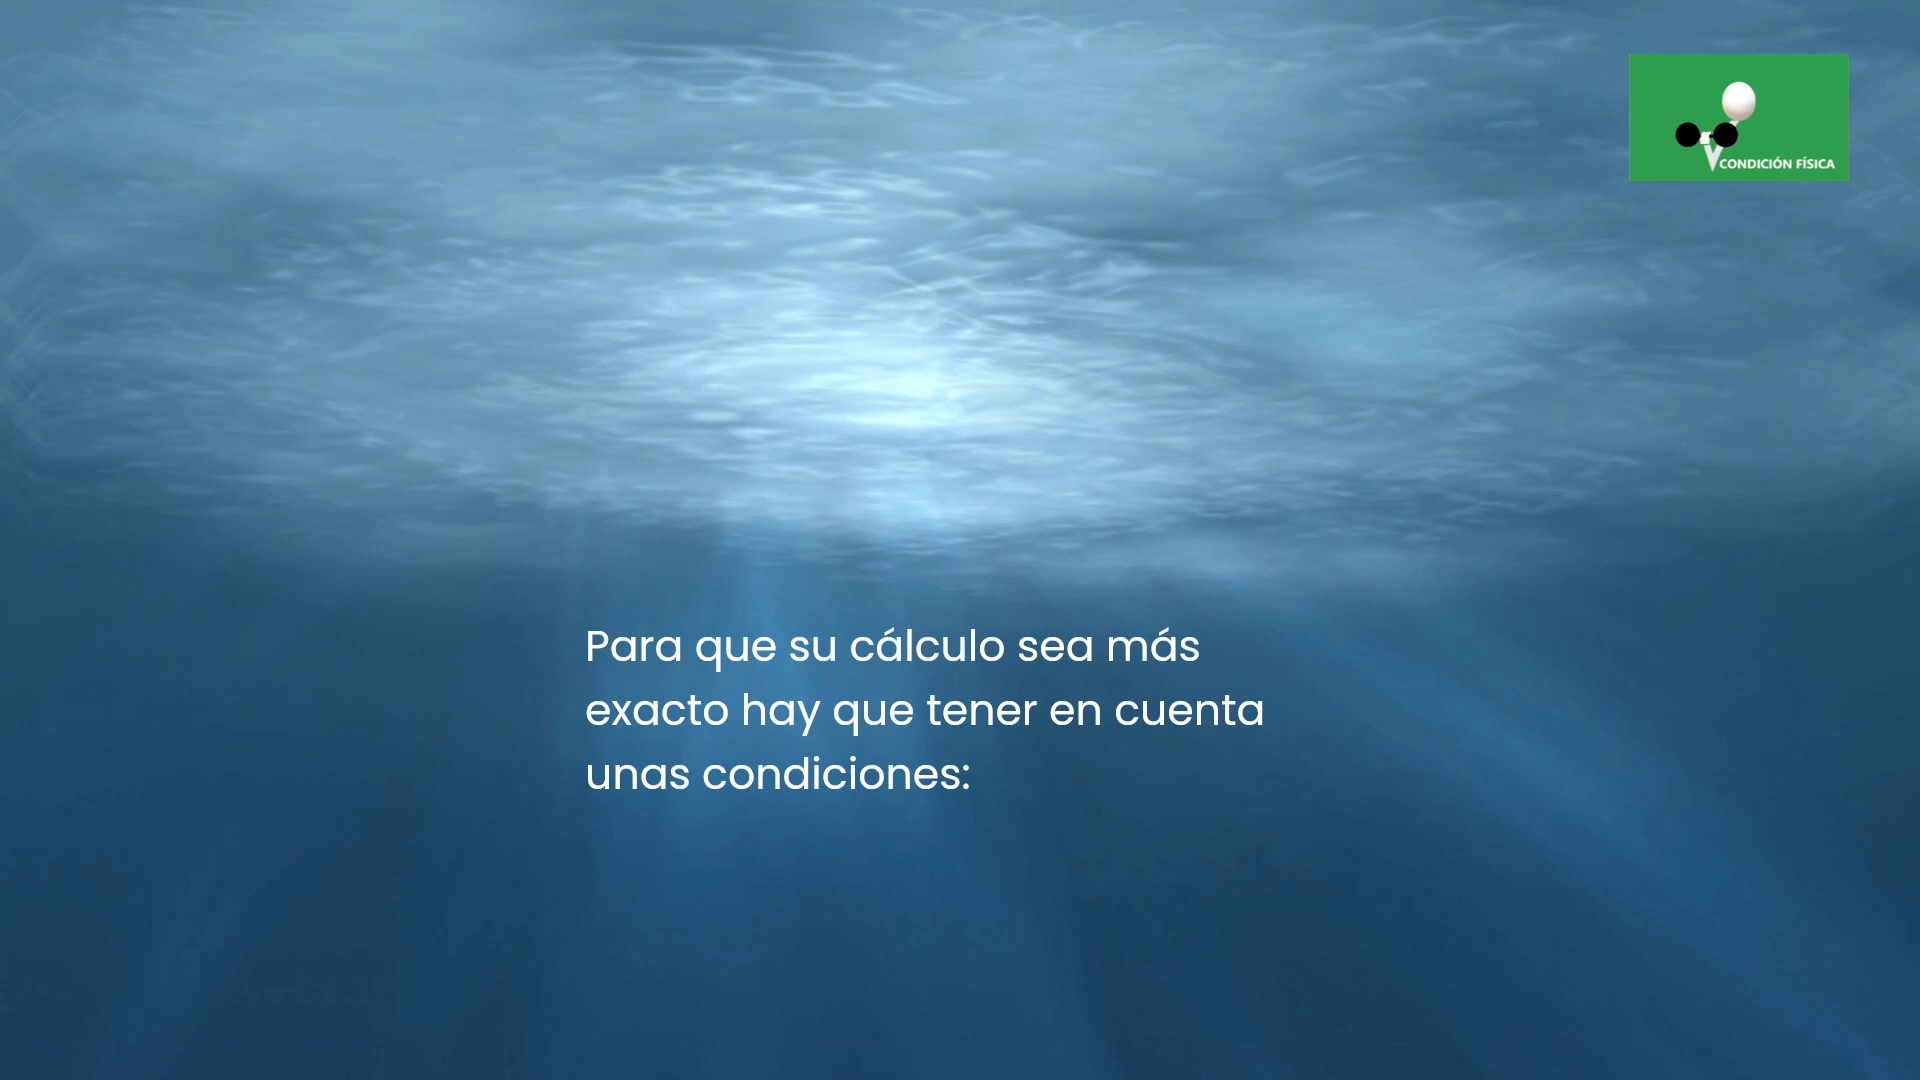 CONDICIÓN FÍSICA
Para que su cálculo sea más
exacto hay que tener en cuenta
unas condiciones: